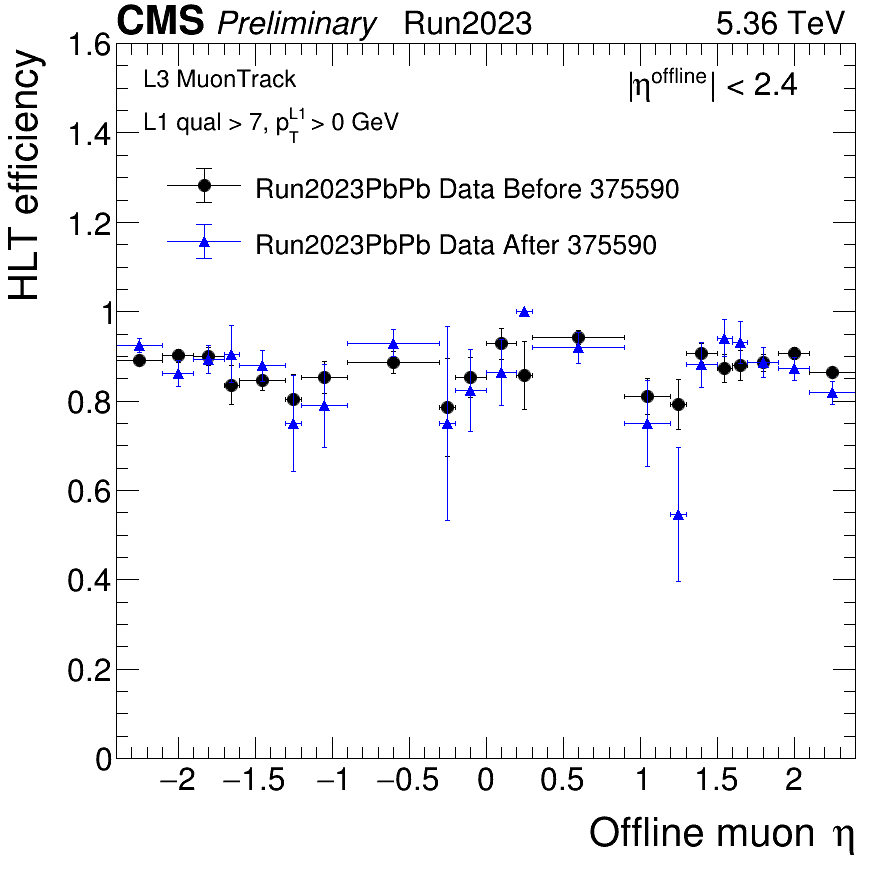 CMS Preliminary Run2023 5.36 TeV
HLT efficiency
1.6
1.4
1.2
1
0.8
0.6
0.4
0.2
0
L3 MuonTrack
|η^offline| < 2.4
L1 qual > 7, p_T^L1 > 0 GeV
Run2023PbPb Data Before 375590
Run2023PbPb Data After 375590
−2 −1.5 −1 −0.5 0 0.5 1 1.5 2
Offline muon η